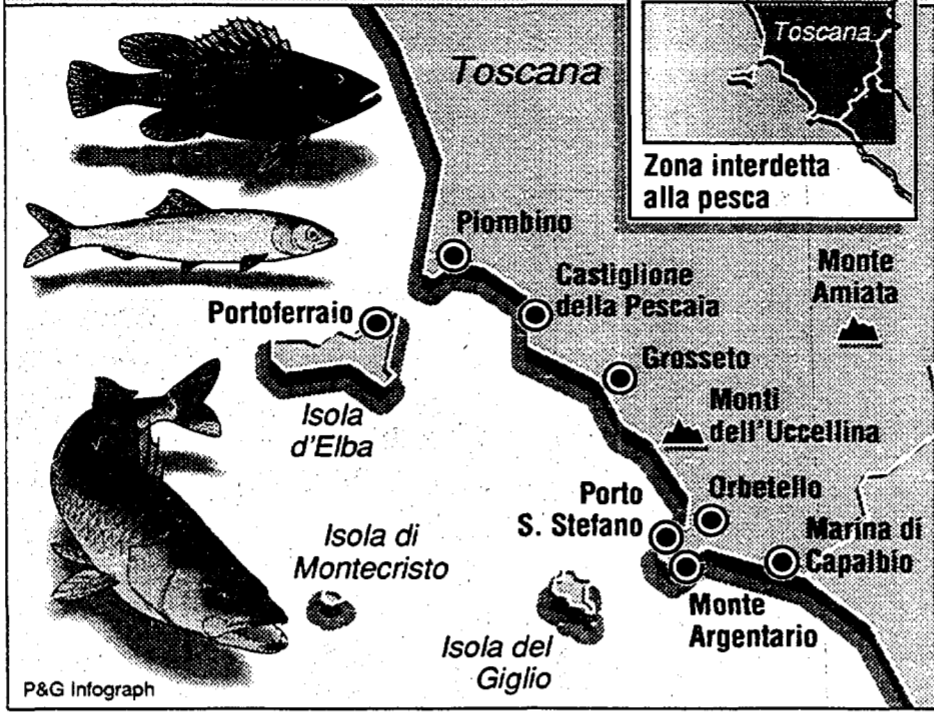 Toscana
Toscana
Zona interdetta
alla pesca
Piombino
Castiglione
della Pescaia
Monte
Amiata
Portoferraio
Grosseto
Isola
d'Elba
Monti
dell'Uccellina
Porto
S. Stefano
Orbetello
Isola di
Montecristo
Marina di
Capalbio
Monte
Argentario
Isola del
Giglio
P&G Infograph